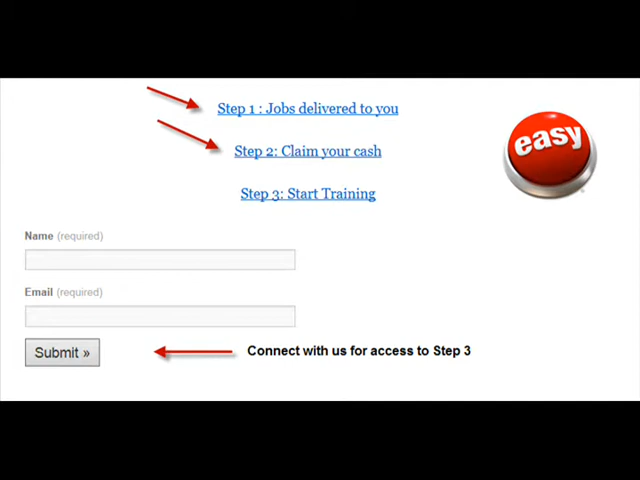 Step 1 : Jobs delivered to you
easy
Step 2: Claim your cash
Step 3: Start Training
Name (required)
Email (required)
Submit »
Connect with us for access to Step 3